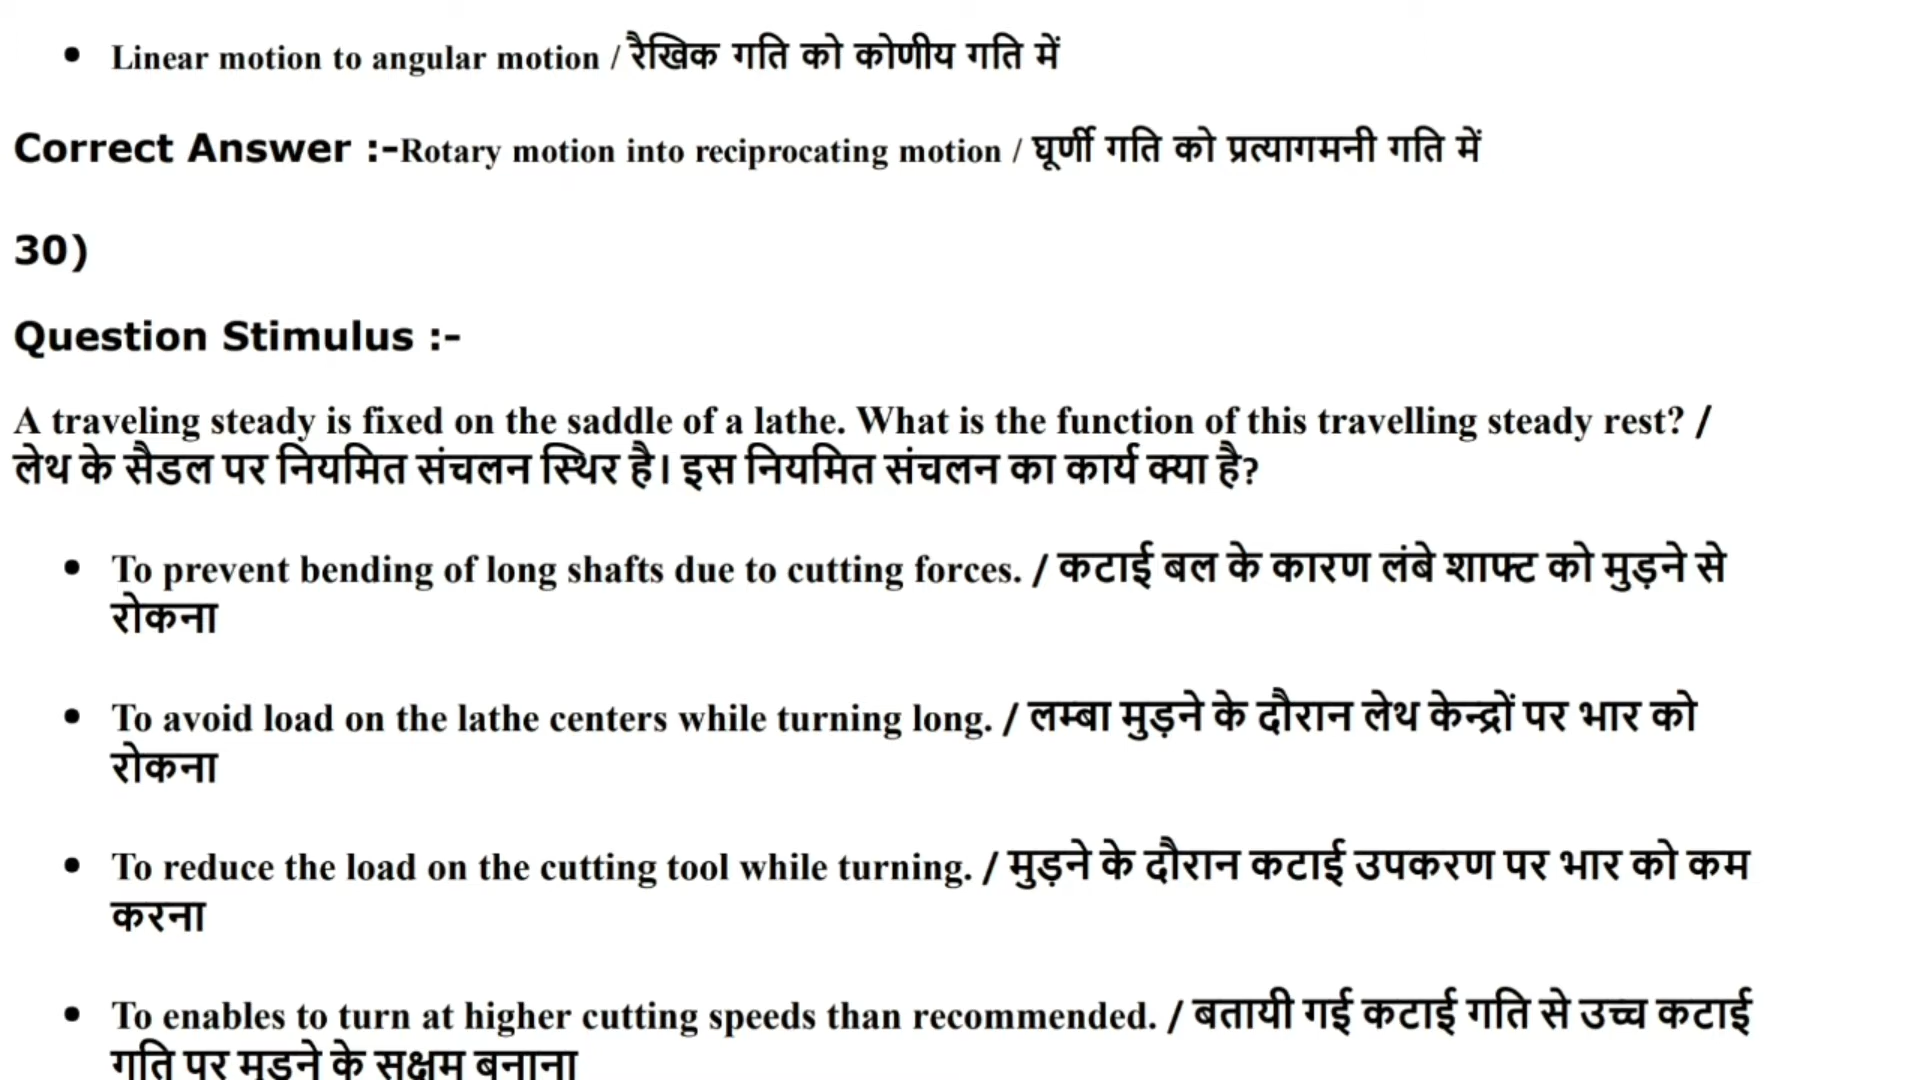 • Linear motion to angular motion / रैखिक गति को कोणीय गति में
Correct Answer :-Rotary motion into reciprocating motion / घूर्णी गति को प्रत्यागमनी गति में
30)
Question Stimulus :-
A traveling steady is fixed on the saddle of a lathe. What is the function of this travelling steady rest? /
लेथ के सैडल पर नियमित संचलन स्थिर है। इस नियमित संचलन का कार्य क्या है?
• To prevent bending of long shafts due to cutting forces. / कटाई बल के कारण लंबे शाफ्ट को मुड़ने से
रोकना
• To avoid load on the lathe centers while turning long. / लम्बा मुड़ने के दौरान लेथ केन्द्रों पर भार को
रोकना
• To reduce the load on the cutting tool while turning. / मुड़ने के दौरान कटाई उपकरण पर भार को कम
करना
• To enables to turn at higher cutting speeds than recommended. / बतायी गई कटाई गति से उच्च कटाई
गति पर मुड़ने के सक्षम बनाना